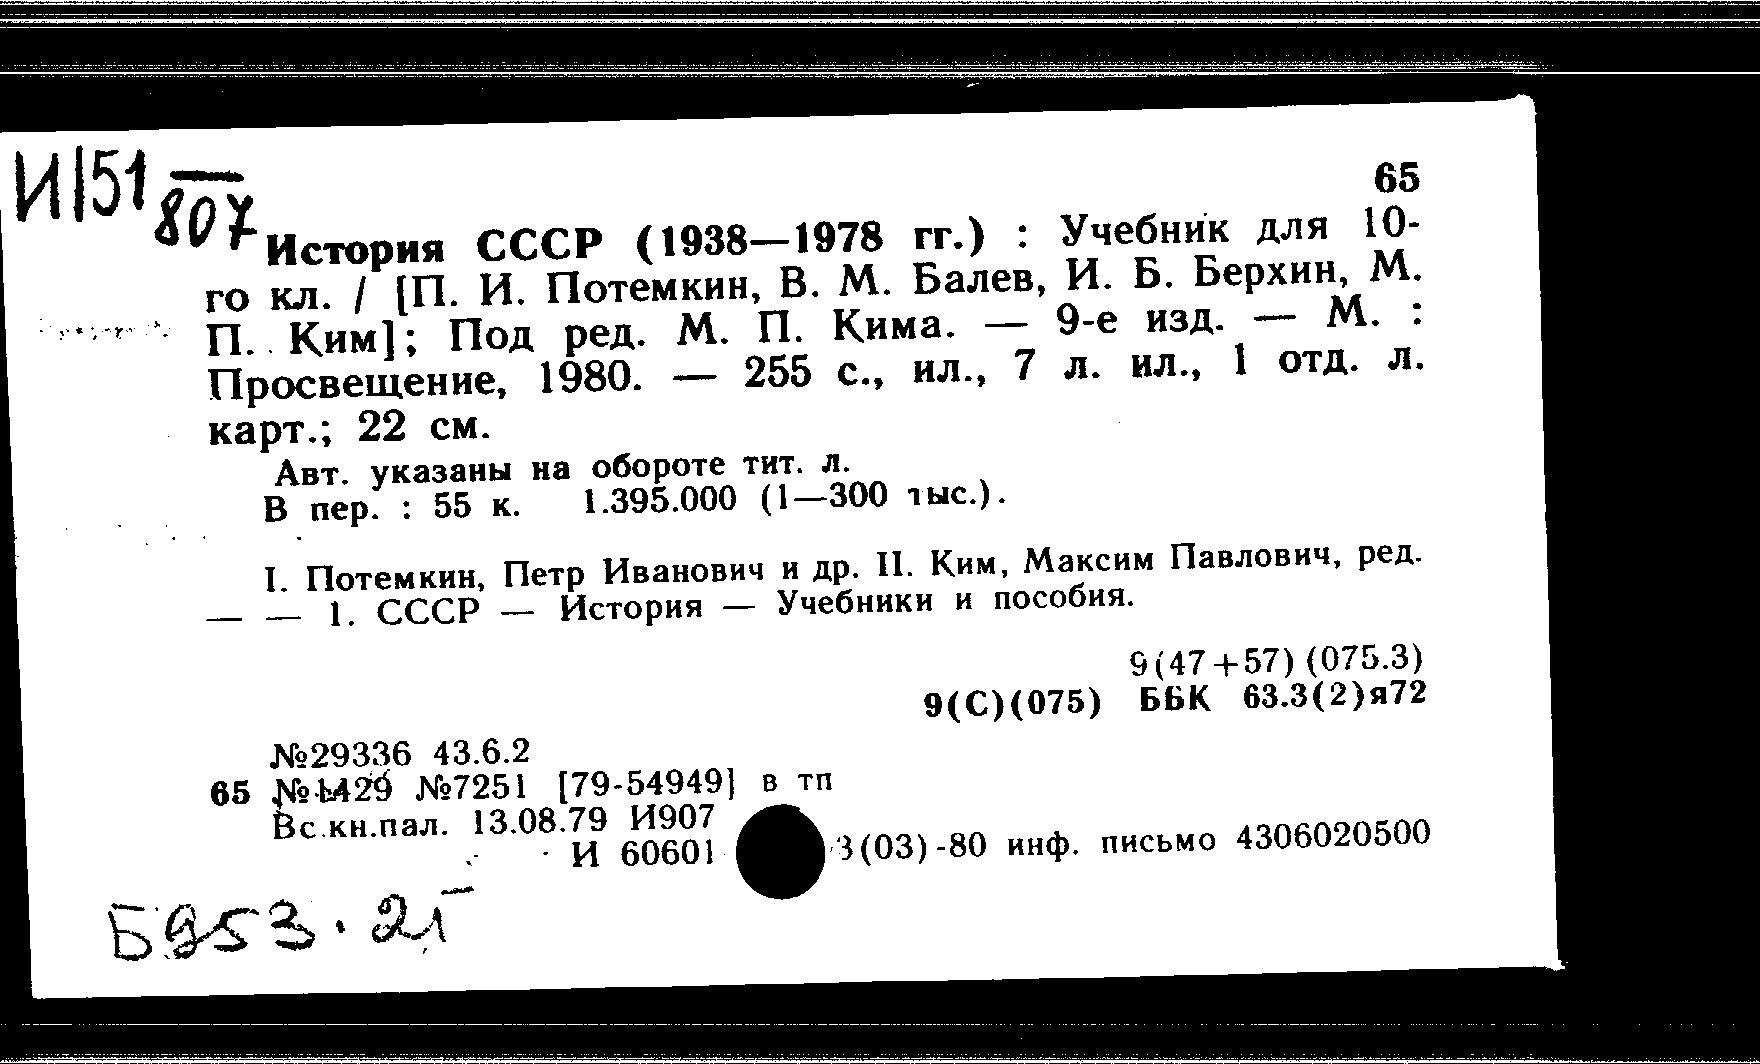 И151
807
65
История СССР (1938—1978 гг.) : Учебник для 10-
го кл. / [П. И. Потемкин, В. М. Балев, И. Б. Берхин, М.
П. Ким]; Под ред. М. П. Кима. — 9-е изд. — М. :
Просвещение, 1980. — 255 с., ил., 7 л. ил., 1 отд. л.
карт.; 22 см.
Авт. указаны на обороте тит. л.
В пер. : 55 к. 1.395.000 (1—300 тыс.).
I. Потемкин, Петр Иванович и др. II. Ким, Максим Павлович, ред.
— — 1. СССР — История — Учебники и пособия.
9(47+57)(075.3)
9(С)(075) ББК 63.3(2)я72
№29336 43.6.2
65 №1429 №7251 [79-54949] в тп
Вс.кн.пал. 13.08.79 И907
И 60601 3(03)-80 инф. письмо 4306020500